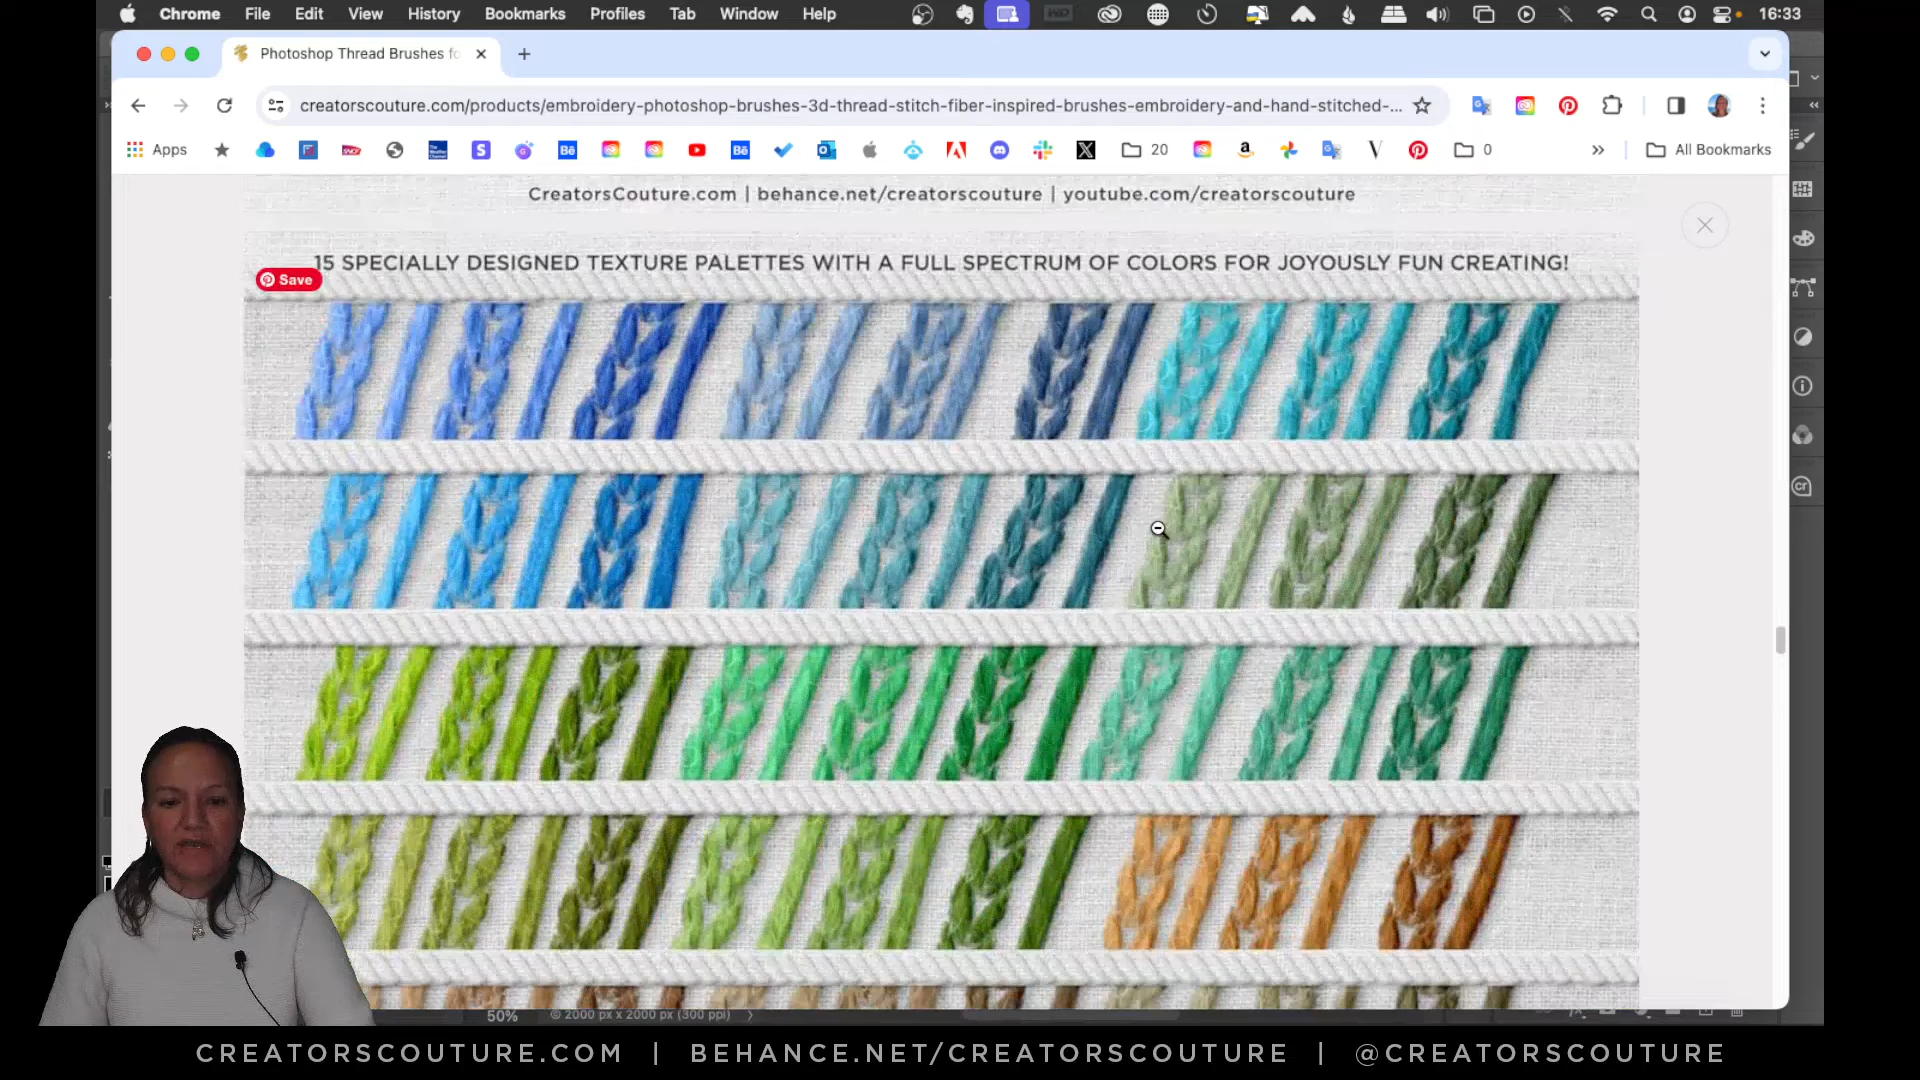 Chrome File Edit View History Bookmarks Profiles Tab Window Help 16:33
Photoshop Thread Brushes fo
creatorscouture.com/products/embroidery-photoshop-brushes-3d-thread-stitch-fiber-inspired-brushes-embroidery-and-hand-stitched-...
Apps 20 0 All Bookmarks
CreatorsCouture.com | behance.net/creatorscouture | youtube.com/creatorscouture
15 SPECIALLY DESIGNED TEXTURE PALETTES WITH A FULL SPECTRUM OF COLORS FOR JOYOUSLY FUN CREATING!
Save
50% © 2000 px x 2000 px (300 ppi)
CREATORSCOUTURE.COM | BEHANCE.NET/CREATORSCOUTURE | @CREATORSCOUTURE